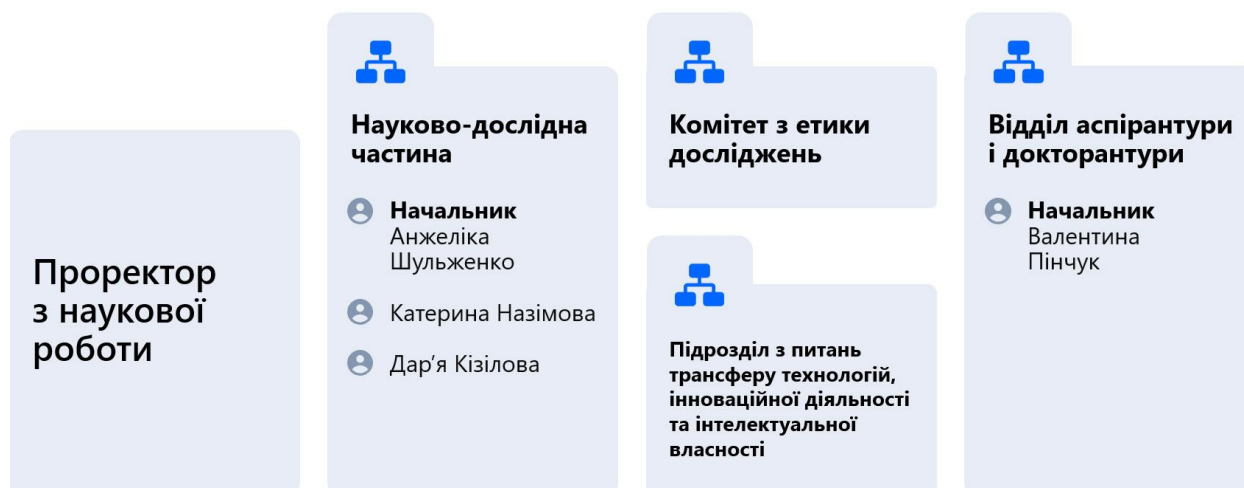 Проректор
з наукової
роботи
Науково-дослідна
частина
Начальник
Анжеліка
Шульженко
Катерина Назімова
Дар’я Кізілова
Комітет з етики
досліджень
Підрозділ з питань
трансферу технологій,
інноваційної діяльності
та інтелектуальної
власності
Відділ аспірантури
і докторантури
Начальник
Валентина
Пінчук